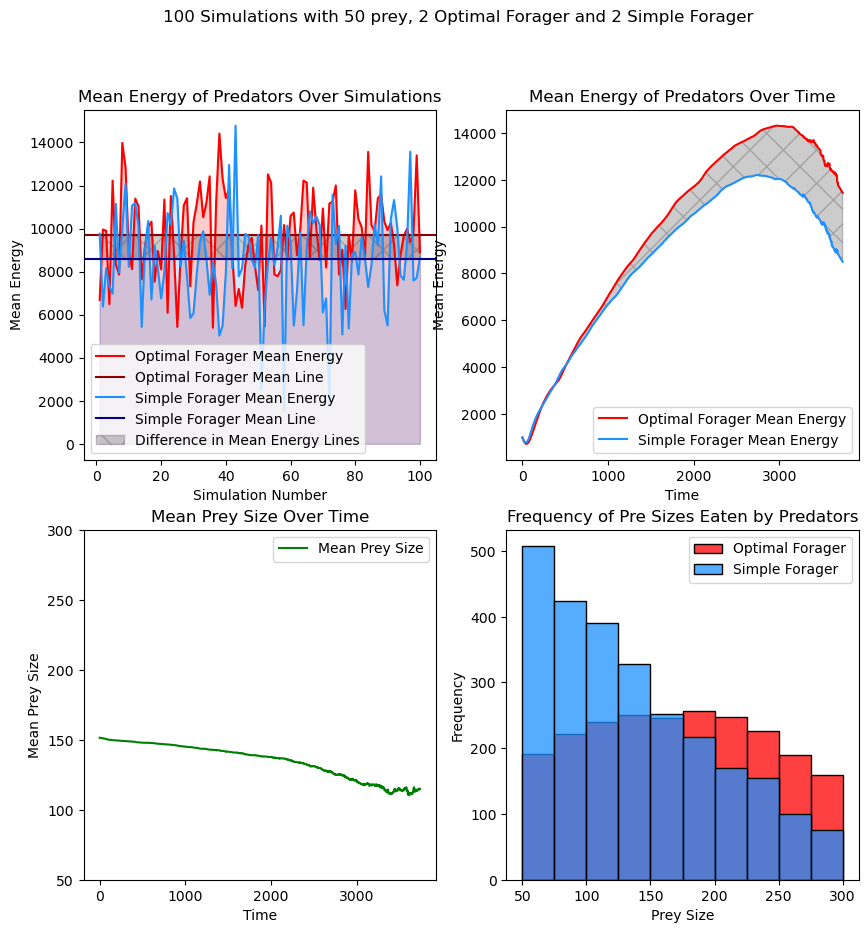 100 Simulations with 50 prey, 2 Optimal Forager and 2 Simple Forager
Mean Energy of Predators Over Simulations
Mean Energy
14000
12000
10000
8000
6000
4000
2000
0
Optimal Forager Mean Energy
Optimal Forager Mean Line
Simple Forager Mean Energy
Simple Forager Mean Line
Difference in Mean Energy Lines
0 20 40 60 80 100
Simulation Number
Mean Energy of Predators Over Time
Mean Energy
14000
12000
10000
8000
6000
4000
2000
Optimal Forager Mean Energy
Simple Forager Mean Energy
0 1000 2000 3000
Time
Mean Prey Size Over Time
Mean Prey Size
300
250
200
150
100
50
Mean Prey Size
0 1000 2000 3000
Time
Frequency of Pre Sizes Eaten by Predators
Frequency
500
400
300
200
100
0
Optimal Forager
Simple Forager
50 100 150 200 250 300
Prey Size